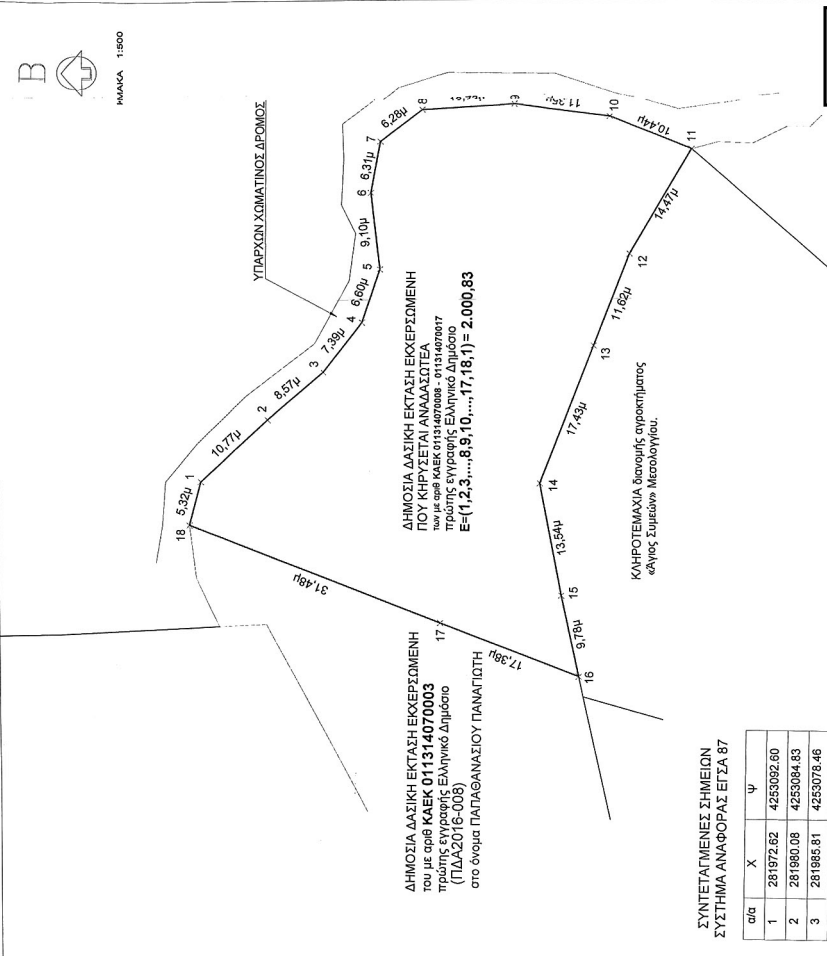 B
ΚΛΙΜΑΚΑ 1:500
ΥΠΑΡΧΩΝ ΧΩΜΑΤΙΝΟΣ ΔΡΟΜΟΣ
18
5,32μ
1
10,77μ
2
8,57μ
3
7,39μ
4
6,60μ
5
9,10μ
6
6,31μ
7
6,28μ
8
9
11,35μ
10
10,44μ
11
14,47μ
12
11,62μ
13
17,43μ
14
13,54μ
15
9,78μ
16
17,38μ
17
31,48μ
ΔΗΜΟΣΙΑ ΔΑΣΙΚΗ ΕΚΤΑΣΗ ΕΚΧΕΡΣΩΜΕΝΗ
ΠΟΥ ΚΗΡΥΣΕΤΑΙ ΑΝΑΔΑΣΩΤΕΑ
των με αριθ ΚΑΕΚ 011314070008 - 011314070017
πρώτης εγγραφής Ελληνικό Δημόσιο
Ε=(1,2,3,...,8,9,10,...,17,18,1)= 2.000,83
ΔΗΜΟΣΙΑ ΔΑΣΙΚΗ ΕΚΤΑΣΗ ΕΚΧΕΡΣΩΜΕΝΗ
του με αριθ ΚΑΕΚ 011314070003
πρώτης εγγραφής Ελληνικό Δημόσιο
(ΠΔΑ2016-008)
στο όνομα ΠΑΠΑΘΑΝΑΣΙΟΥ ΠΑΝΑΓΙΩΤΗ
ΚΛΗΡΟΤΕΜΑΧΙΑ διανομής αγροκτήματος
«Άγιος Συμεών» Μεσολογγίου.
ΣΥΝΤΕΤΑΓΜΕΝΕΣ ΣΗΜΕΙΩΝ
ΣΥΣΤΗΜΑ ΑΝΑΦΟΡΑΣ ΕΓΣΑ 87
α/α Χ Ψ
1 281972.62 4253092.60
2 281980.08 4253084.83
3 281985.81 4253078.46